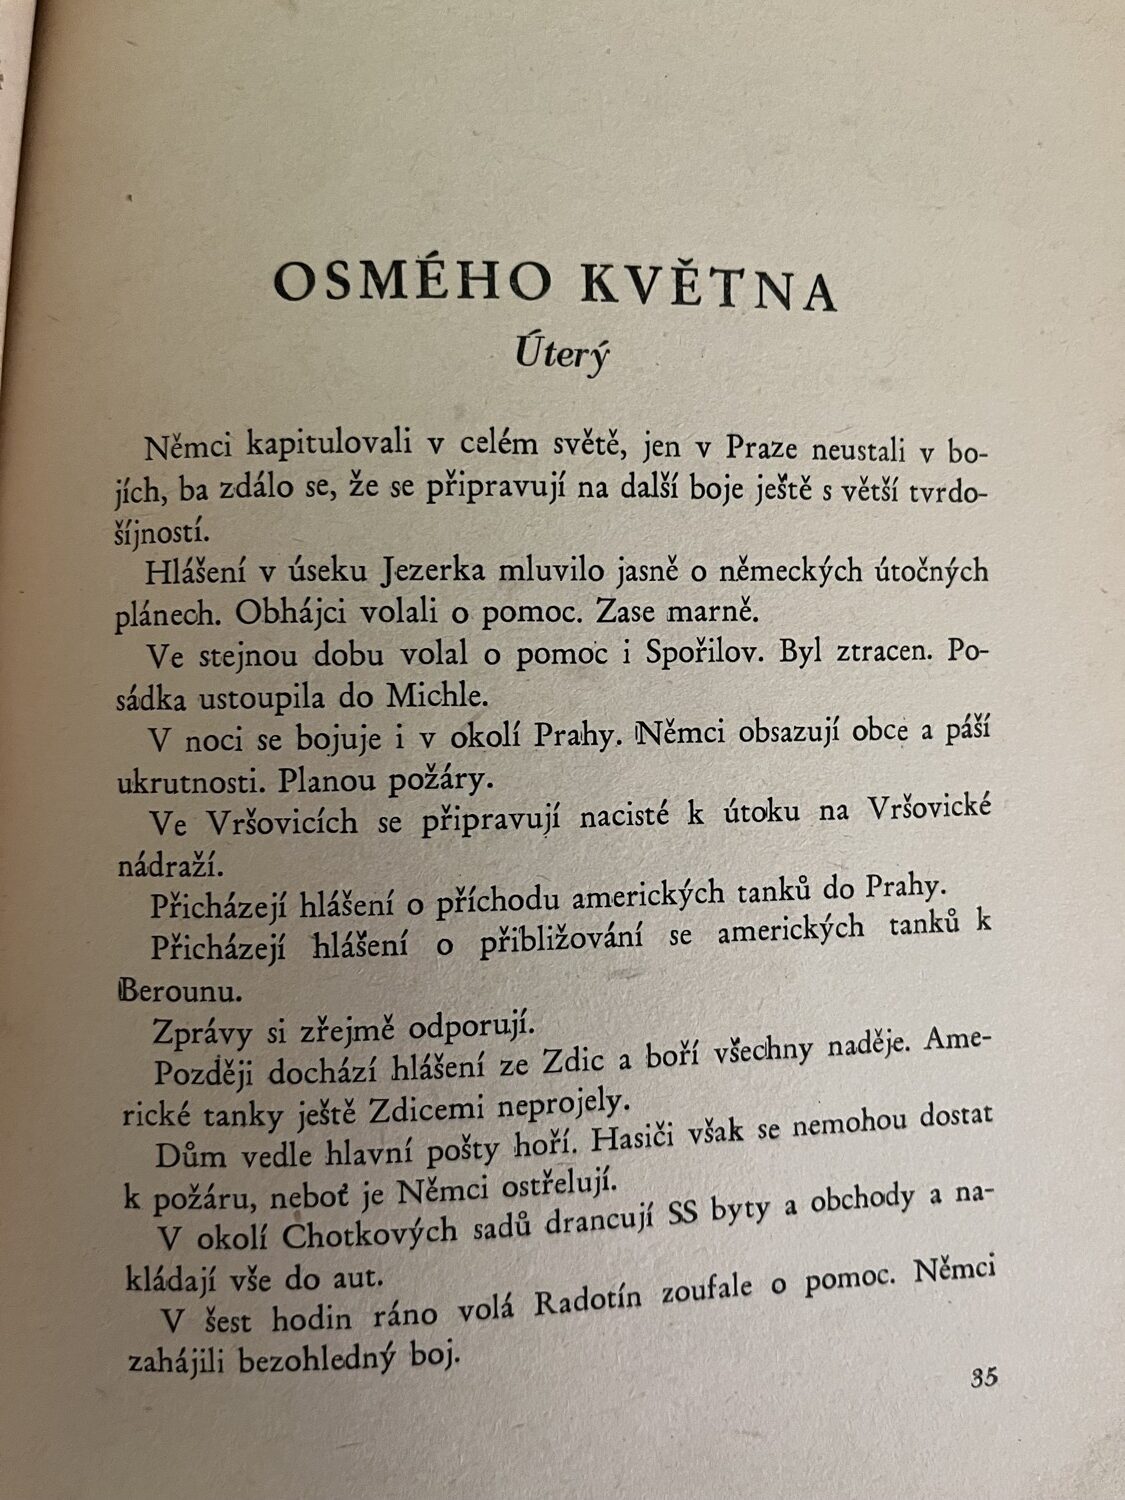 OSMÉHO KVĚTNA
Úterý
Němci kapitulovali v celém světě, jen v Praze neustali v bo-
jích, ba zdálo se, že se připravují na další boje ještě s větší tvrdo-
šíjností.
Hlášení v úseku Jezerka mluvilo jasně o německých útočných
plánech. Obhájci volali o pomoc. Zase marně.
Ve stejnou dobu volal o pomoc i Spořilov. Byl ztracen. Po-
sádka ustoupila do Michle.
V noci se bojuje i v okolí Prahy. Němci obsazují obce a páší
ukrutnosti. Planou požáry.
Ve Vršovicích se připravují nacisté k útoku na Vršovické
nádraží.
Přicházejí hlášení o příchodu amerických tanků do Prahy.
Přicházejí hlášení o přibližování se amerických tanků k
Berounu.
Zprávy si zřejmě odporují.
Později dochází hlášení ze Zdic a boří všechny naděje. Ame-
rické tanky ještě Zdicemi neprojely.
Dům vedle hlavní pošty hoří. Hasiči však se nemohou dostat
k požáru, neboť je Němci ostřelují.
V okolí Chotkových sadů drancují SS byty a obchody a na-
kládají vše do aut.
V šest hodin ráno volá Radotín zoufale o pomoc. Němci
zahájili bezohledný boj.
35